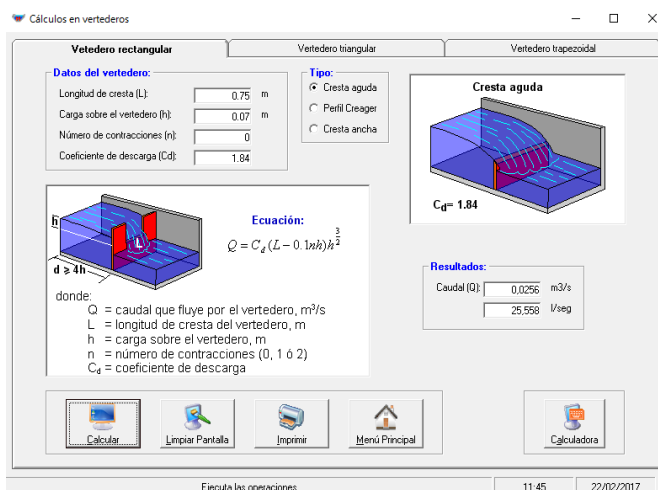 Cálculos en vertederos
Vetedero rectangular
Vertedero triangular
Vertedero trapezoidal
Datos del vertedero:
Longitud de cresta (L): 0.75 m
Carga sobre el vertedero (h): 0.07 m
Número de contracciones (n): 0
Coeficiente de descarga (Cd): 1.84
Tipo:
Cresta aguda
Perfil Creager
Cresta ancha
Cresta aguda
Cd= 1.84
h
L
d ≥ 4h
Ecuación:
Q = Cd (L − 0.1nh)h^3/2
donde:
Q = caudal que fluye por el vertedero, m³/s
L = longitud de cresta del vertedero, m
h = carga sobre el vertedero, m
n = número de contracciones (0, 1 ó 2)
Cd = coeficiente de descarga
Resultados:
Caudal (Q): 0,0256 m3/s
25,558 l/seg
Calcular
Limpiar Pantalla
Imprimir
Menú Principal
Calculadora
Ejecuta las operaciones
11:45
22/02/2017